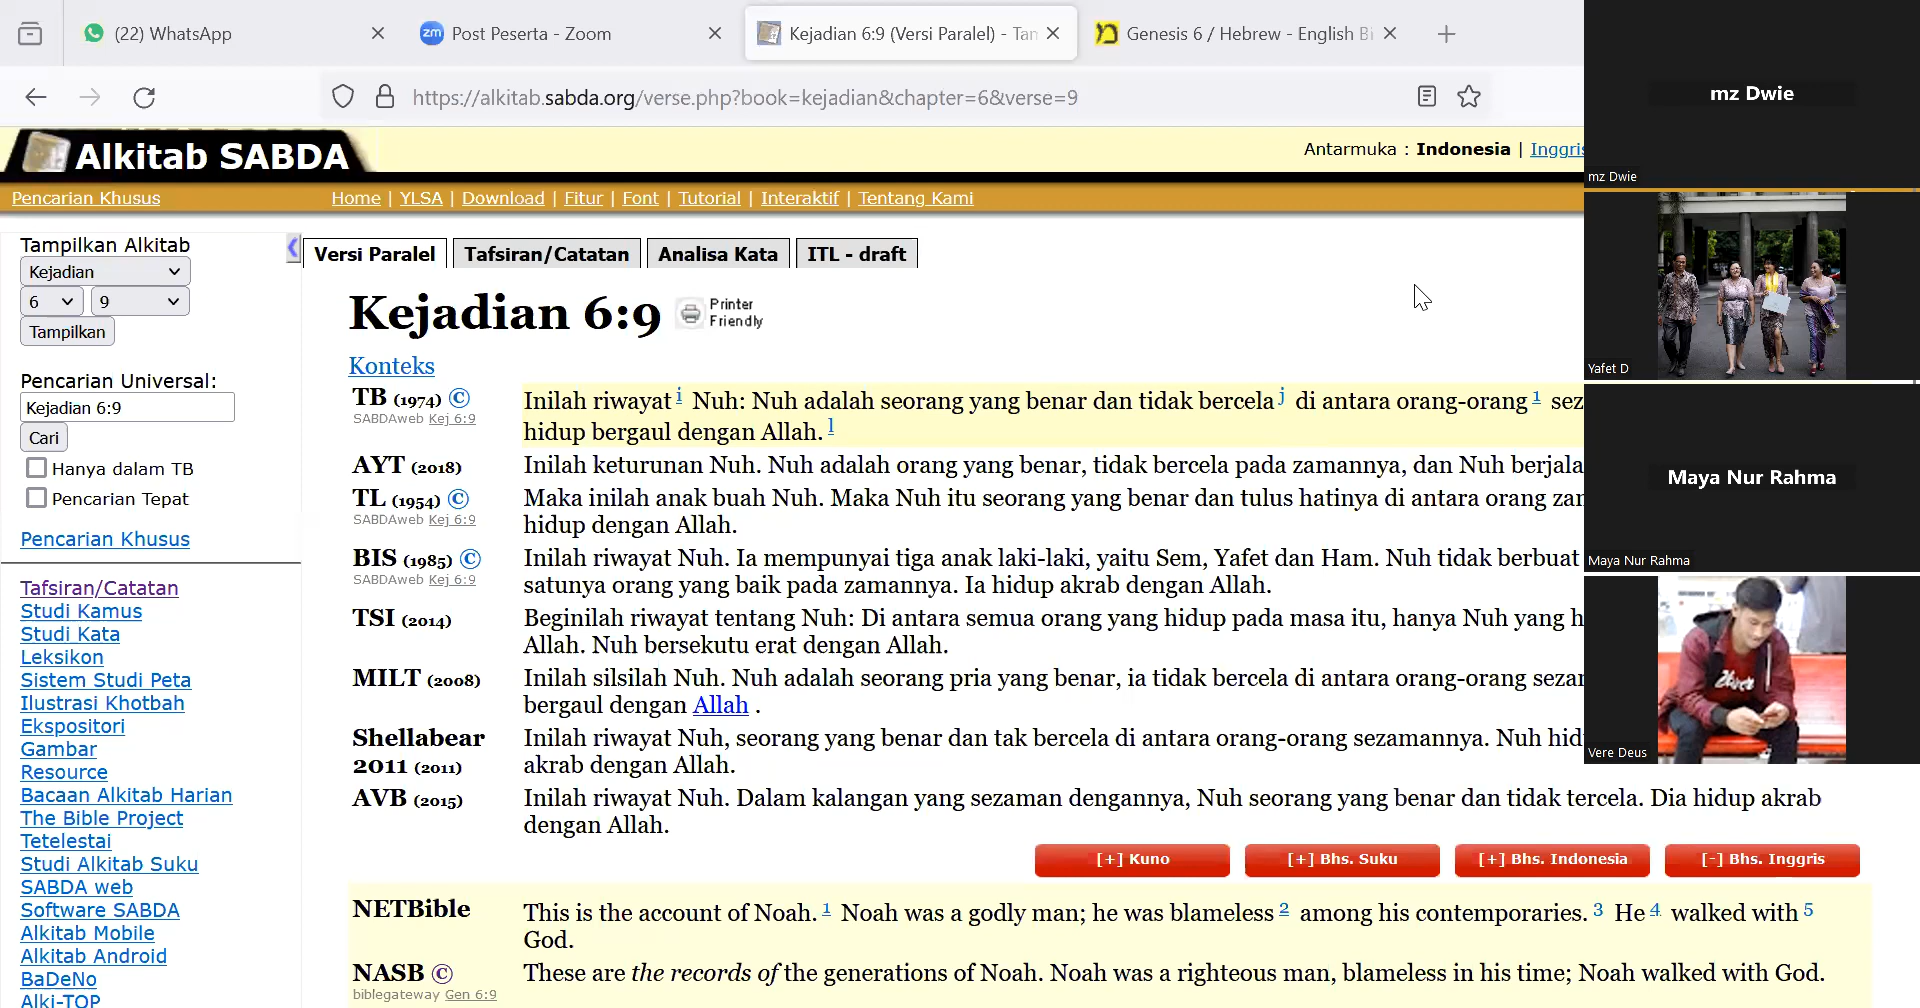 (22) WhatsApp
Post Peserta - Zoom
Kejadian 6:9 (Versi Paralel) - Tan
Genesis 6 / Hebrew - English Bi
https://alkitab.sabda.org/verse.php?book=kejadian&chapter=6&verse=9
Alkitab SABDA
Antarmuka : Indonesia | Inggris
Pencarian Khusus
Home | YLSA | Download | Fitur | Font | Tutorial | Interaktif | Tentang Kami
Tampilkan Alkitab
Kejadian
6
9
Tampilkan
Pencarian Universal:
Kejadian 6:9
Cari
Hanya dalam TB
Pencarian Tepat
Pencarian Khusus
Tafsiran/Catatan
Studi Kamus
Studi Kata
Leksikon
Sistem Studi Peta
Ilustrasi Khotbah
Ekspositori
Gambar
Resource
Bacaan Alkitab Harian
The Bible Project
Tetelestai
Studi Alkitab Suku
SABDA web
Software SABDA
Alkitab Mobile
Alkitab Android
BaDeNo
Alki-TOP
Versi Paralel
Tafsiran/Catatan
Analisa Kata
ITL - draft
Kejadian 6:9
Printer
Friendly
Konteks
TB (1974) ©
SABDAweb Kej 6:9
Inilah riwayat i Nuh: Nuh adalah seorang yang benar dan tidak bercela j di antara orang-orang 1 sez
hidup bergaul dengan Allah. l
AYT (2018)
Inilah keturunan Nuh. Nuh adalah orang yang benar, tidak bercela pada zamannya, dan Nuh berjala
TL (1954) ©
SABDAweb Kej 6:9
Maka inilah anak buah Nuh. Maka Nuh itu seorang yang benar dan tulus hatinya di antara orang zar
hidup dengan Allah.
BIS (1985) ©
SABDAweb Kej 6:9
Inilah riwayat Nuh. Ia mempunyai tiga anak laki-laki, yaitu Sem, Yafet dan Ham. Nuh tidak berbuat
satunya orang yang baik pada zamannya. Ia hidup akrab dengan Allah.
TSI (2014)
Beginilah riwayat tentang Nuh: Di antara semua orang yang hidup pada masa itu, hanya Nuh yang h
Allah. Nuh bersekutu erat dengan Allah.
MILT (2008)
Inilah silsilah Nuh. Nuh adalah seorang pria yang benar, ia tidak bercela di antara orang-orang sezar
bergaul dengan Allah .
Shellabear
2011 (2011)
Inilah riwayat Nuh, seorang yang benar dan tak bercela di antara orang-orang sezamannya. Nuh hid
akrab dengan Allah.
AVB (2015)
Inilah riwayat Nuh. Dalam kalangan yang sezaman dengannya, Nuh seorang yang benar dan tidak tercela. Dia hidup akrab
dengan Allah.
[+] Kuno
[+] Bhs. Suku
[+] Bhs. Indonesia
[-] Bhs. Inggris
NETBible
This is the account of Noah. 1 Noah was a godly man; he was blameless 2 among his contemporaries. 3 He 4 walked with 5
God.
NASB ©
biblegateway Gen 6:9
These are the records of the generations of Noah. Noah was a righteous man, blameless in his time; Noah walked with God.
mz Dwie
mz Dwie
Yafet D
Maya Nur Rahma
Maya Nur Rahma
Vere Deus